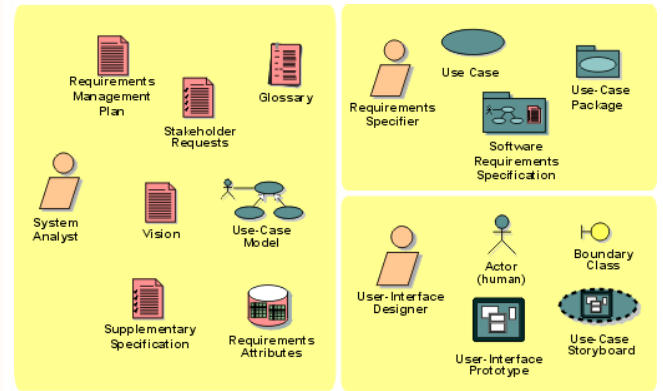 Requirements
Management
Plan
Stakeholder
Requests
Glossary
System
Analyst
Vision
Use-Case
Model
Supplementary
Specification
Requirements
Attributes
Requirements
Specifier
Use Case
Use-Case
Package
Software
Requirements
Specification
User-Interface
Designer
Actor
(human)
Boundary
Class
User-Interface
Prototype
Use-Case
Storyboard